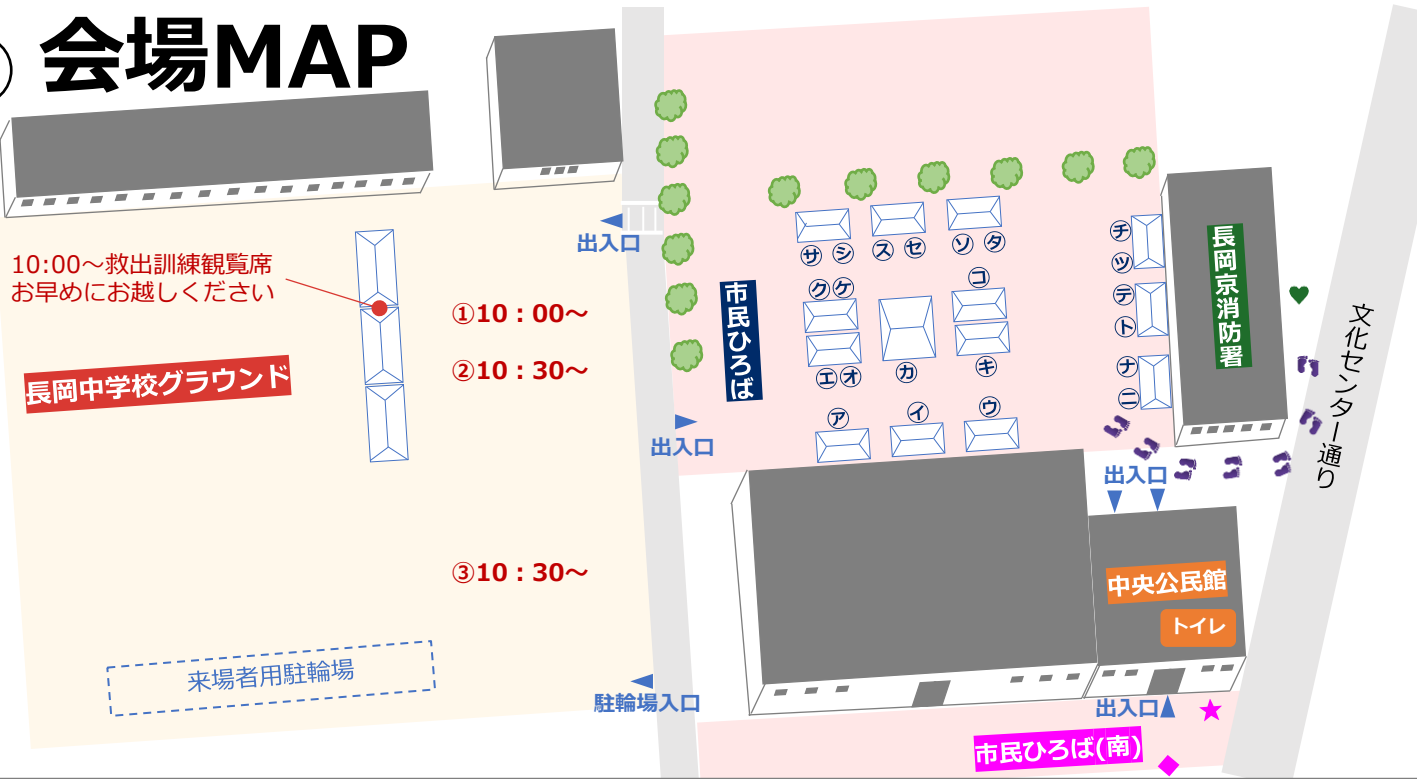 会場MAP
10:00～救出訓練観覧席
お早めにお越しください
長岡中学校グラウンド
①10：00～
②10：30～
③10：30～
来場者用駐輪場
出入口
出入口
駐輪場入口
市民ひろば
サ シ ス セ ソ タ
ク ケ コ
エ オ カ キ
ア イ ウ
チ
ツ
テ
ト
ナ
ニ
長岡京消防署
文化センター通り
出入口
中央公民館
トイレ
出入口
市民ひろば(南)